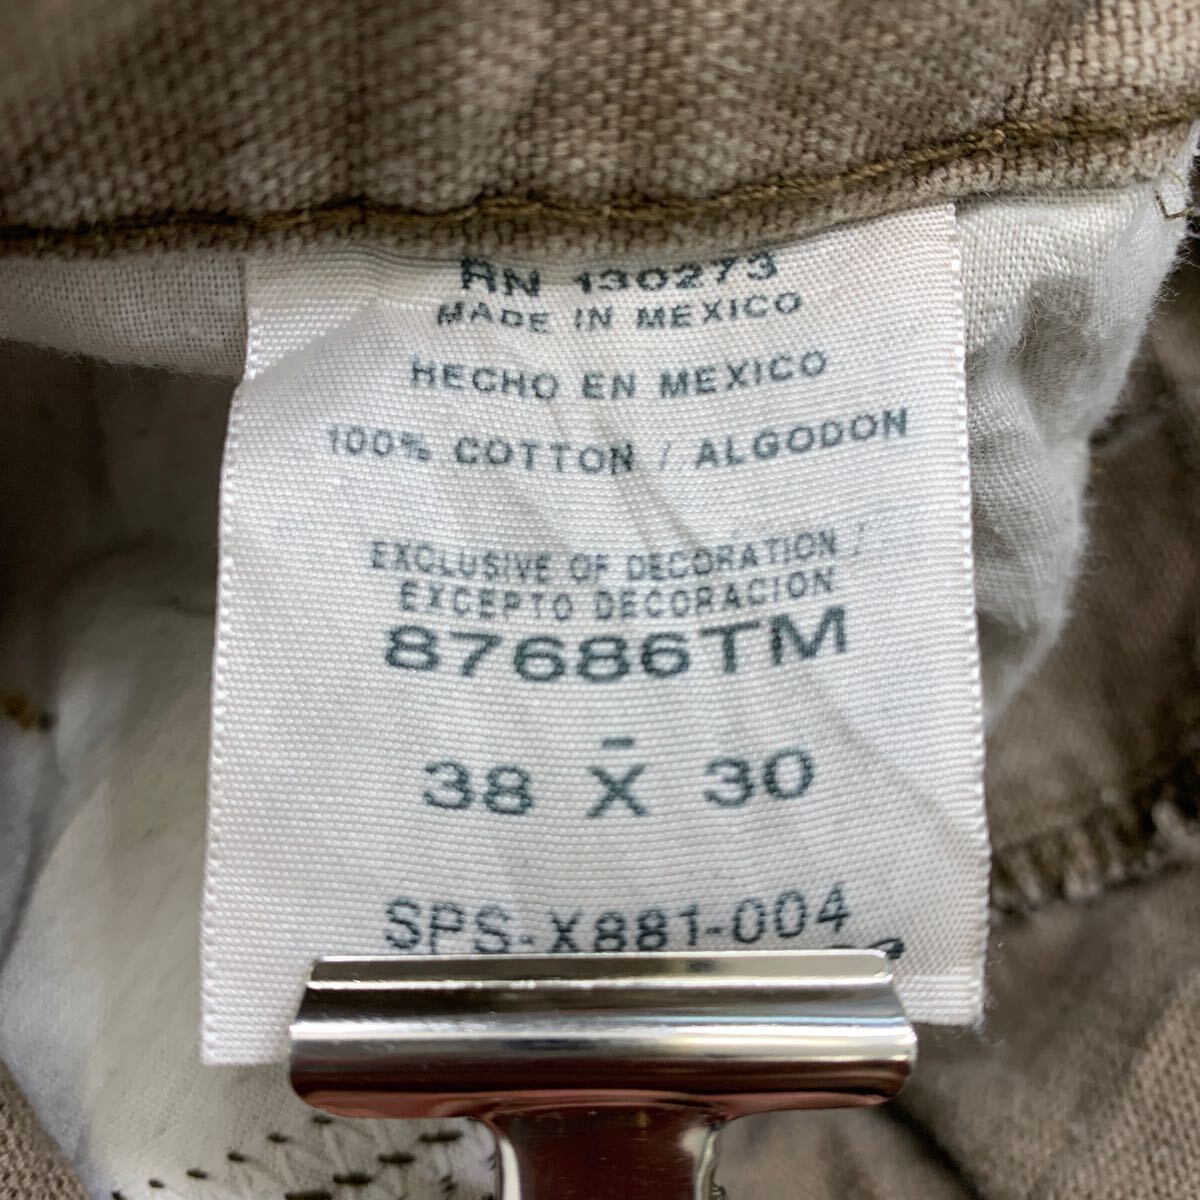 RN 130273
MADE IN MEXICO
HECHO EN MEXICO
100% COTTON / ALGODON
EXCLUSIVE OF DECORATION /
EXCEPTO DECORACION
87686TM
-
38 X 30
SPS-X881-004